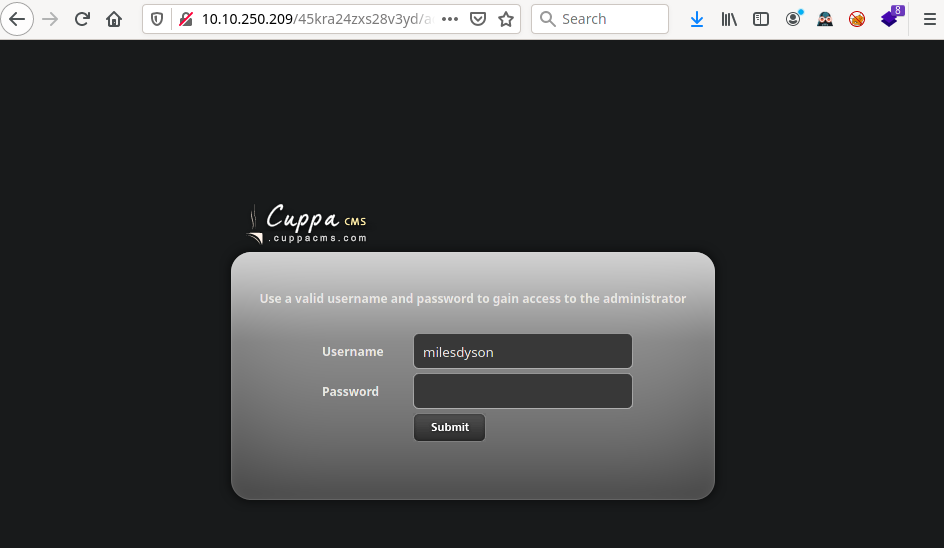 10.10.250.209/45kra24zxs28v3yd/a
Search
8
Cuppa CMS
.cuppacms.com
Use a valid username and password to gain access to the administrator
Username
milesdyson
Password
Submit